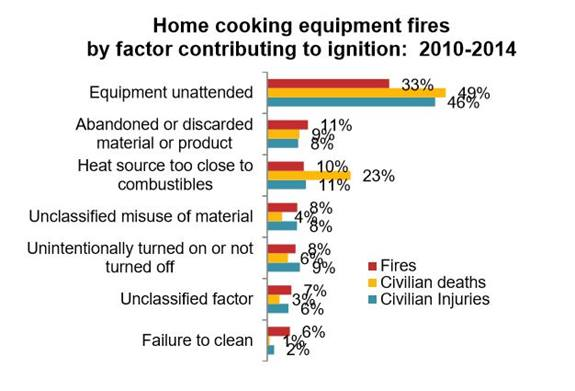 Home cooking equipment fires
by factor contributing to ignition:  2010-2014
Equipment unattended
33%
49%
46%
Abandoned or discarded
material or product
11%
9%
8%
Heat source too close to
combustibles
10%
23%
11%
Unclassified misuse of material
8%
4%
8%
Unintentionally turned on or not
turned off
8%
6%
9%
Unclassified factor
7%
3%
6%
Failure to clean
6%
1%
2%
Fires
Civilian deaths
Civilian Injuries